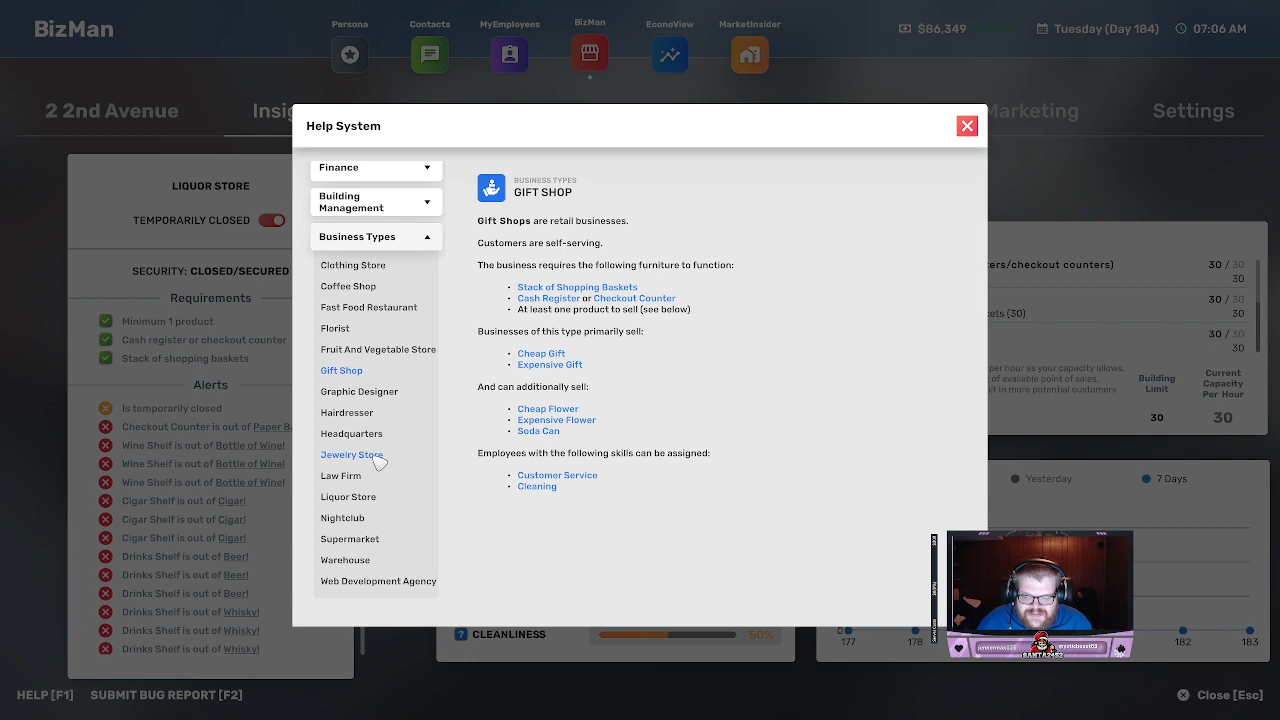 BizMan
Persona
Contacts
MyEmployees
BizMan
EconoView
MarketInsider
$86,349
Tuesday (Day 184)
07:06 AM
2 2nd Avenue
Insig
Marketing
Settings
Help System
LIQUOR STORE
TEMPORARILY CLOSED
SECURITY: CLOSED/SECURED
Requirements
Minimum 1 product
Cash register or checkout counter
Stack of shopping baskets
Alerts
Is temporarily closed
Checkout Counter is out of Paper Ba
Wine Shelf is out of Bottle of Wine!
Wine Shelf is out of Bottle of Wine!
Wine Shelf is out of Bottle of Wine!
Cigar Shelf is out of Cigar!
Cigar Shelf is out of Cigar!
Cigar Shelf is out of Cigar!
Drinks Shelf is out of Beer!
Drinks Shelf is out of Beer!
Drinks Shelf is out of Beer!
Drinks Shelf is out of Whisky!
Drinks Shelf is out of Whisky!
Drinks Shelf is out of Whisky!
Finance
Building
Management
Business Types
Clothing Store
Coffee Shop
Fast Food Restaurant
Florist
Fruit And Vegetable Store
Gift Shop
Graphic Designer
Hairdresser
Headquarters
Jewelry Store
Law Firm
Liquor Store
Nightclub
Supermarket
Warehouse
Web Development Agency
BUSINESS TYPES
GIFT SHOP
Gift Shops are retail businesses.
Customers are self-serving.
The business requires the following furniture to function:
• Stack of Shopping Baskets
• Cash Register or Checkout Counter
• At least one product to sell (see below)
Businesses of this type primarily sell:
• Cheap Gift
• Expensive Gift
And can additionally sell:
• Cheap Flower
• Expensive Flower
• Soda Can
Employees with the following skills can be assigned:
• Customer Service
• Cleaning
ters/checkout counters)
30 /
30
30 /
kets (30)
30
30 /
30
per hour as your capacity allows.
of available point of sales,
ult in more potential customers
Building
Limit
Current
Capacity
Per Hour
30
30
Yesterday
7 Days
177
178
182
183
? CLEANLINESS
50%
jennermax125
mysticbeast63
SANTA2452
HELP [F1]
SUBMIT BUG REPORT [F2]
Close [Esc]